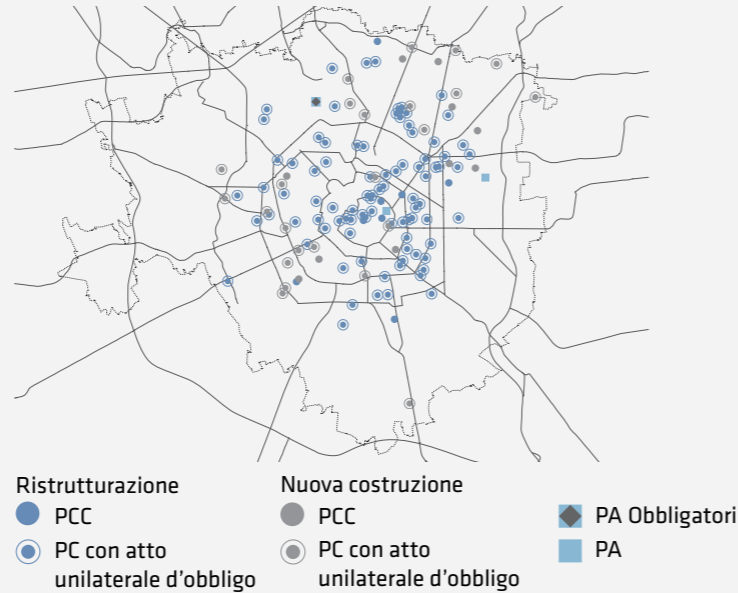 Ristrutturazione
PCC
PC con atto
unilaterale d'obbligo
Nuova costruzione
PCC
PC con atto
unilaterale d'obbligo
PA Obbligatori
PA